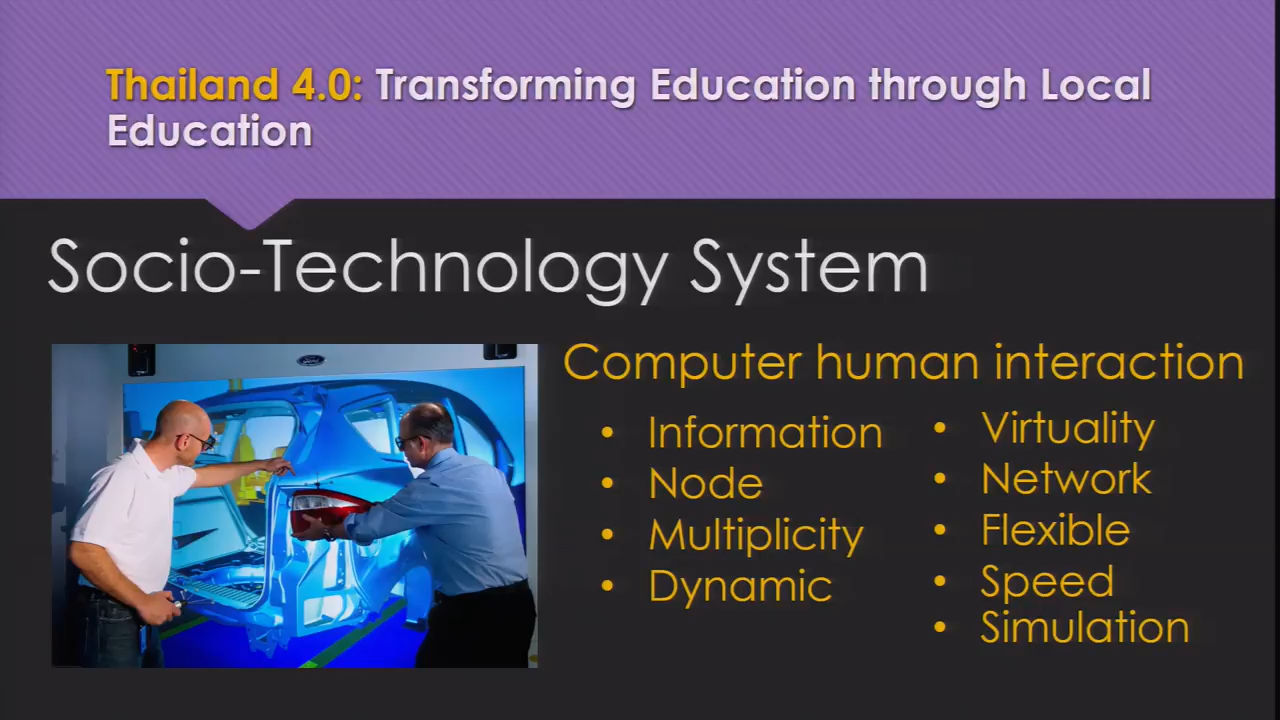 Thailand 4.0: Transforming Education through Local
Education
Socio-Technology System
Computer human interaction
• Information
• Node
• Multiplicity
• Dynamic
• Virtuality
• Network
• Flexible
• Speed
• Simulation